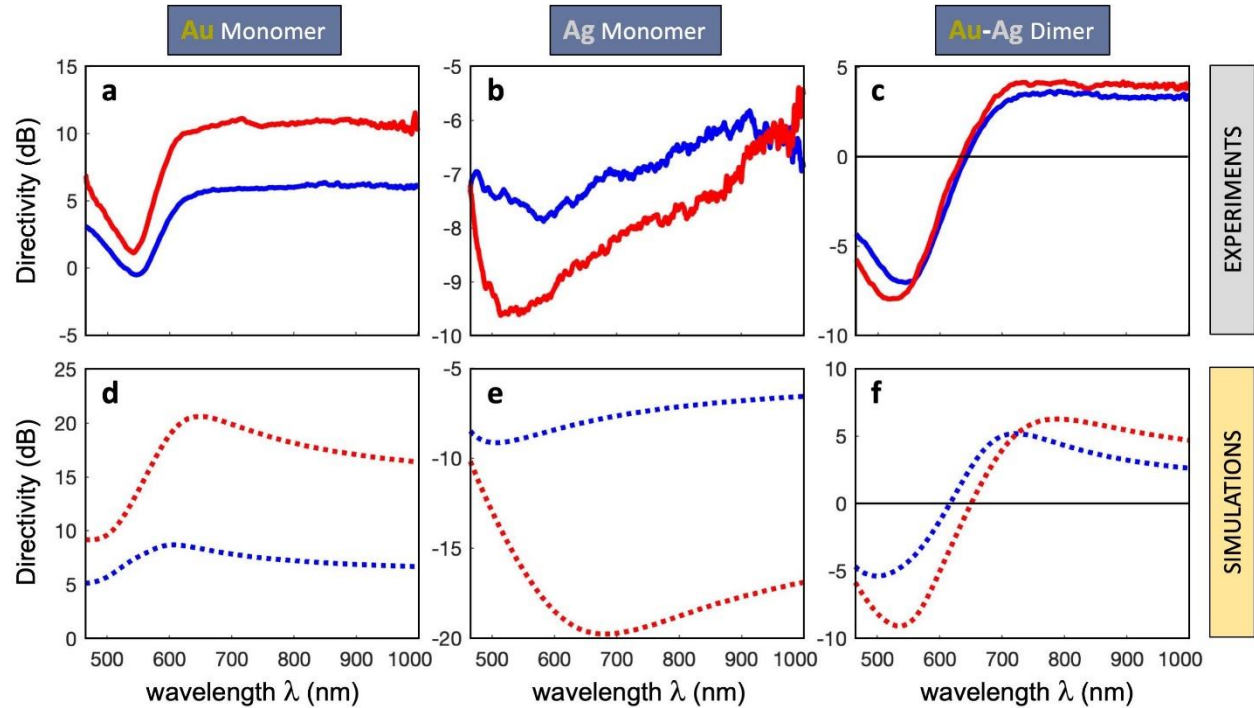 Au Monomer
Ag Monomer
Au-Ag Dimer
a
b
c
15
10
5
0
-5
Directivity (dB)
-5
-6
-7
-8
-9
-10
5
0
-5
-10
EXPERIMENTS
d
e
f
25
20
15
10
5
0
Directivity (dB)
-5
-10
-15
-20
10
5
0
-5
-10
SIMULATIONS
500 600 700 800 900 1000
500 600 700 800 900 1000
500 600 700 800 900 1000
wavelength λ (nm)
wavelength λ (nm)
wavelength λ (nm)